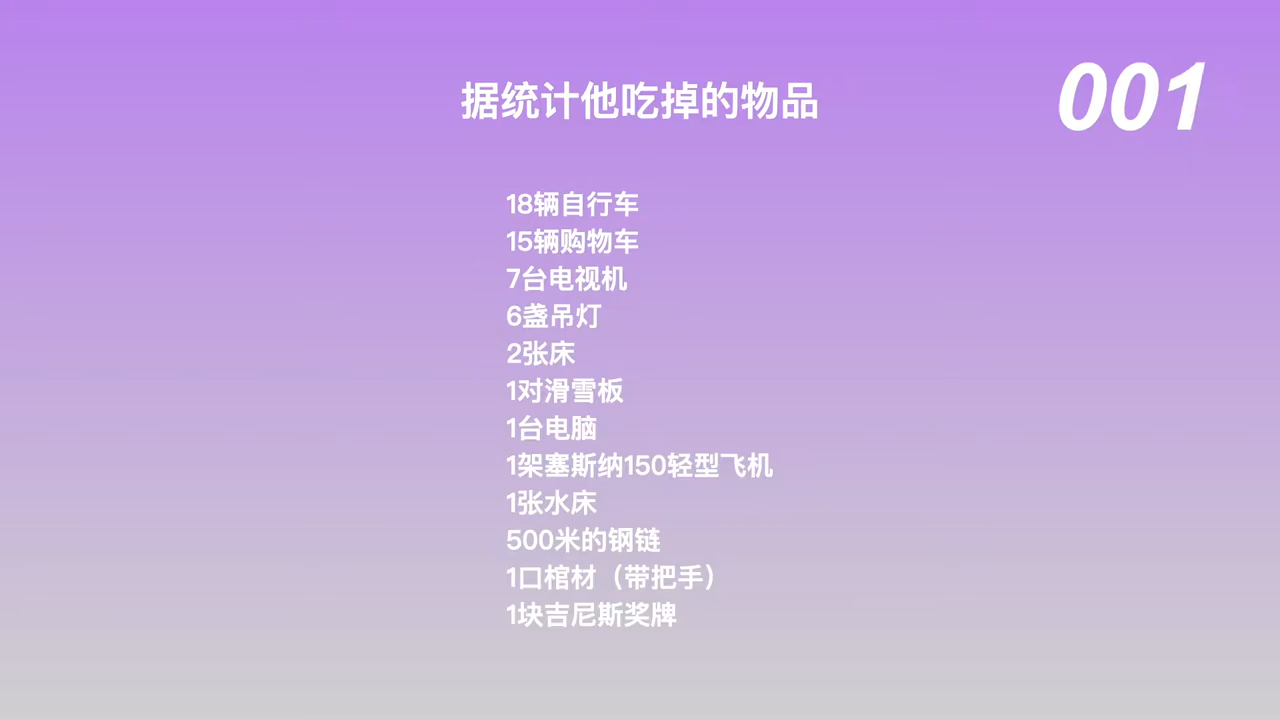 据统计他吃掉的物品
001
18辆自行车
15辆购物车
7台电视机
6盏吊灯
2张床
1对滑雪板
1台电脑
1架塞斯纳150轻型飞机
1张水床
500米的钢链
1口棺材（带把手）
1块吉尼斯奖牌